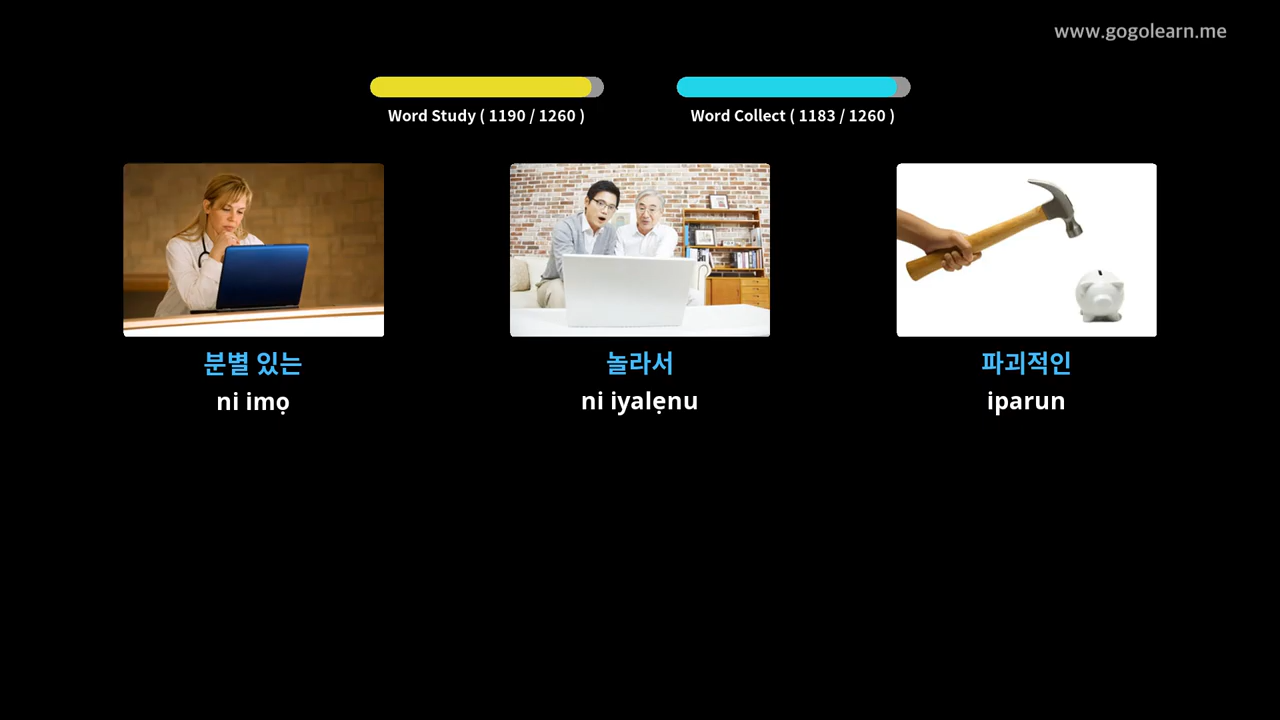 www.gogolearn.me
Word Study ( 1190 / 1260 )
Word Collect ( 1183 / 1260 )
분별 있는
ni imọ
놀라서
ni iyalẹnu
파괴적인
iparun